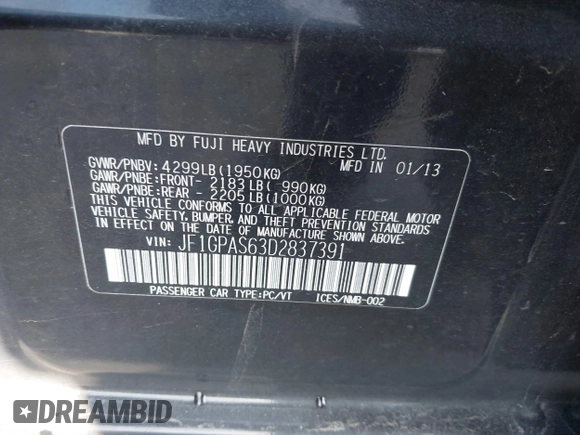 MFD BY FUJI HEAVY INDUSTRIES LTD.
GVWR/PNBV: 4299LB(1950KG) MFD IN 01/13
GAWR/PNBE:FRONT- 2183LB( 990KG)
GAWR/PNBE:REAR - 2205LB(1000KG)
THIS VEHICLE CONFORMS TO ALL APPLICABLE FEDERAL MOTOR
VEHICLE SAFETY, BUMPER, AND THEFT PREVENTION STANDARDS
IN EFFECT ON THE DATE OF MANUFACTURE SHOWN ABOVE.
VIN: JF1GPAS63D2837391
PASSENGER CAR TYPE:PC/VT ICES/NMB-002
DREAMBID